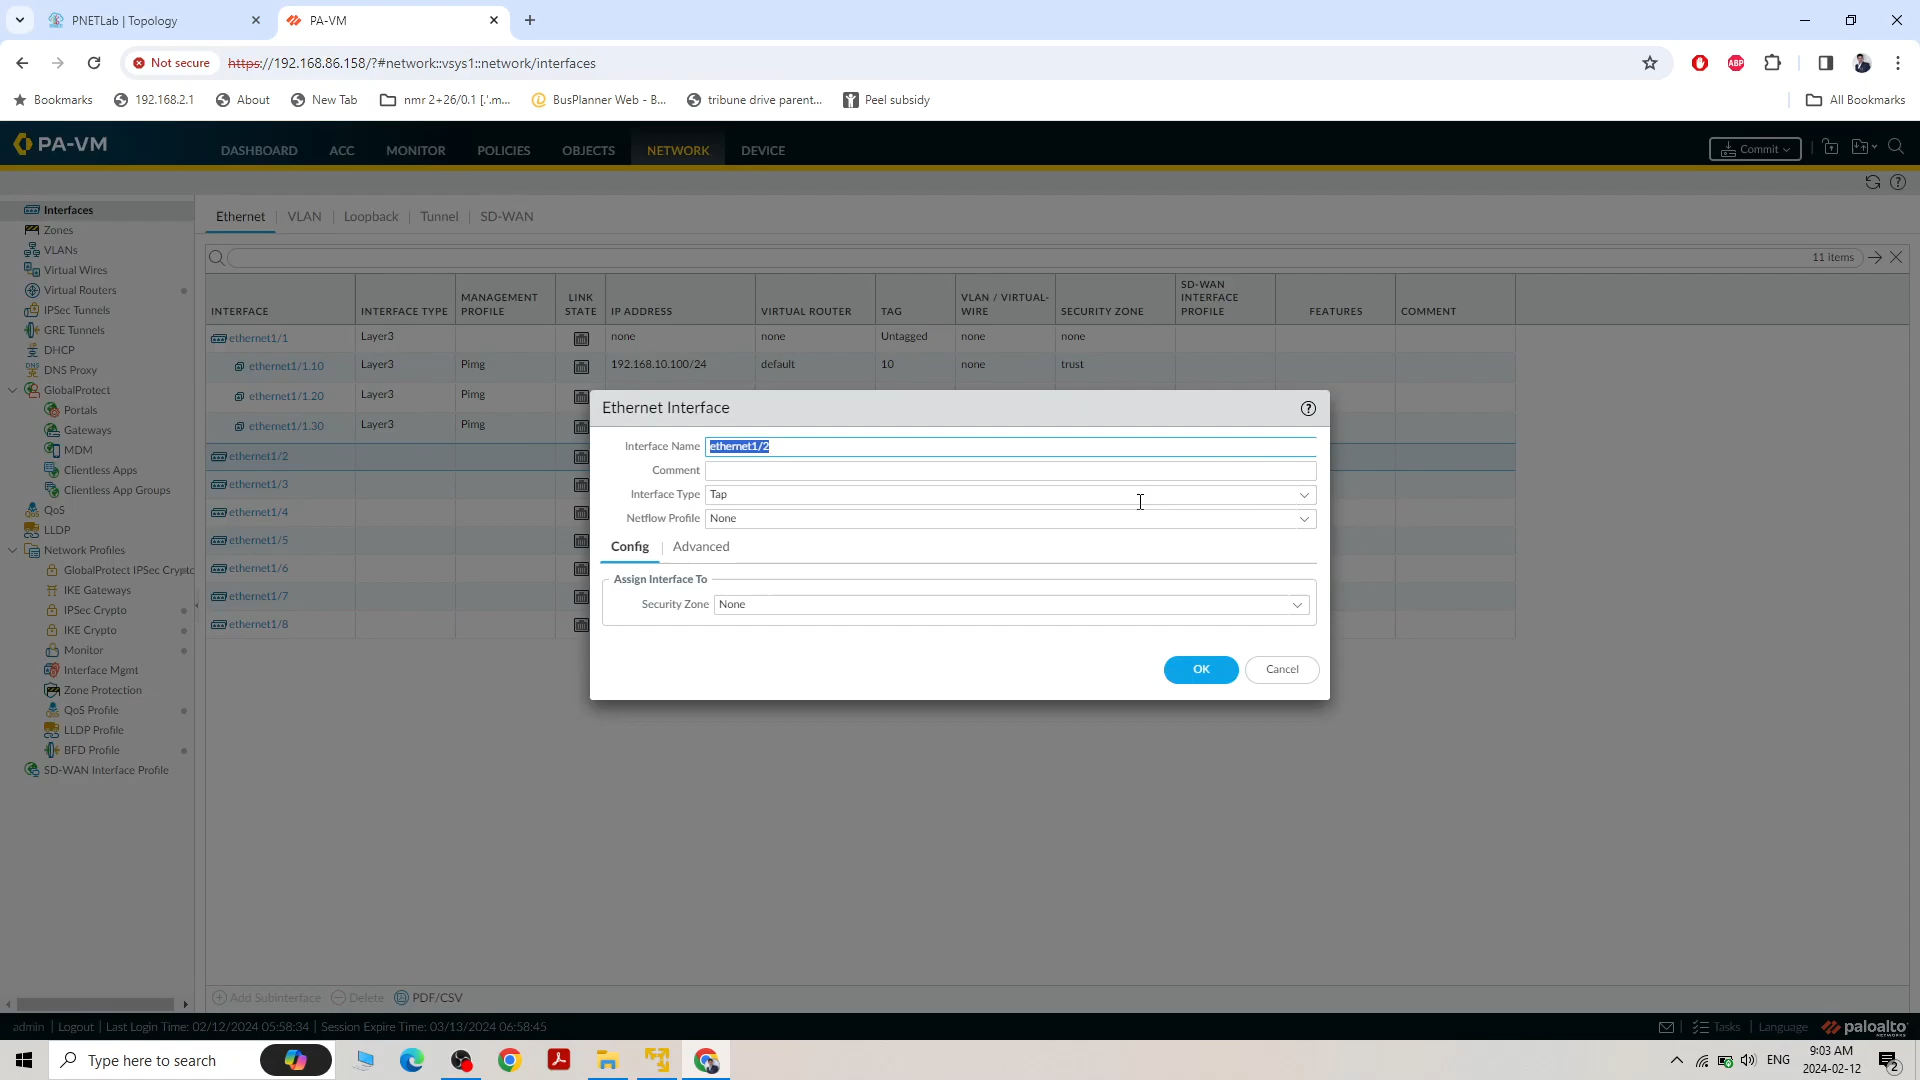 PNETLab | Topology
PA-VM
Not secure
https://192.168.86.158/?#network::vsys1::network/interfaces
ABP
Bookmarks
192.168.2.1
About
New Tab
nmr 2+26/0.1 [.'.m...
BusPlanner Web - B...
tribune drive parent...
Peel subsidy
All Bookmarks
PA-VM
DASHBOARD
ACC
MONITOR
POLICIES
OBJECTS
NETWORK
DEVICE
Commit
Interfaces
Zones
VLANs
Virtual Wires
Virtual Routers
IPSec Tunnels
GRE Tunnels
DHCP
DNS Proxy
GlobalProtect
Portals
Gateways
MDM
Clientless Apps
Clientless App Groups
QoS
LLDP
Network Profiles
GlobalProtect IPSec Crypto
IKE Gateways
IPSec Crypto
IKE Crypto
Monitor
Interface Mgmt
Zone Protection
QoS Profile
LLDP Profile
BFD Profile
SD-WAN Interface Profile
Ethernet
VLAN
Loopback
Tunnel
SD-WAN
11 items
INTERFACE
INTERFACE TYPE
MANAGEMENT PROFILE
LINK STATE
IP ADDRESS
VIRTUAL ROUTER
TAG
VLAN / VIRTUAL-WIRE
SECURITY ZONE
SD-WAN INTERFACE PROFILE
FEATURES
COMMENT
ethernet1/1 Layer3 none none Untagged none none
ethernet1/1.10 Layer3 Pimg 192.168.10.100/24 default 10 none trust
ethernet1/1.20 Layer3 Pimg
ethernet1/1.30 Layer3 Pimg
ethernet1/2
ethernet1/3
ethernet1/4
ethernet1/5
ethernet1/6
ethernet1/7
ethernet1/8
Ethernet Interface
Interface Name ethernet1/2
Comment
Interface Type Tap
Netflow Profile None
Config
Advanced
Assign Interface To
Security Zone None
OK
Cancel
Add Subinterface
Delete
PDF/CSV
admin | Logout | Last Login Time: 02/12/2024 05:58:34 | Session Expire Time: 03/13/2024 06:58:45
Tasks
Language
paloalto
NETWORKS
Type here to search
ENG
9:03 AM
2024-02-12
2